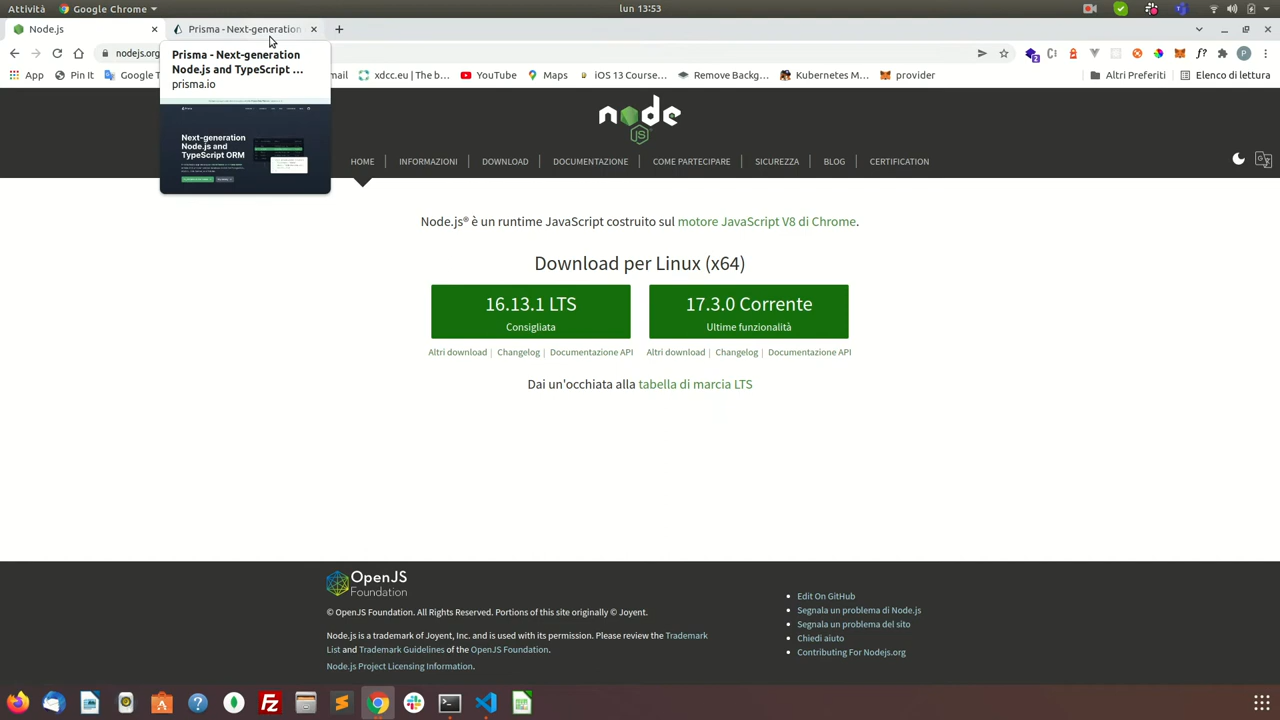 Attività
Google Chrome
lun 13:53
Node.js
Prisma - Next-generation
nodejs.org
Prisma - Next-generation
Node.js and TypeScript ...
prisma.io
Next-generation
Node.js and
TypeScript ORM
App
Pin It
Google T
mail
xdcc.eu | The b...
YouTube
Maps
iOS 13 Course...
Remove Backg...
Kubernetes M...
provider
Altri Preferiti
Elenco di lettura
node
JS
HOME
INFORMAZIONI
DOWNLOAD
DOCUMENTAZIONE
COME PARTECIPARE
SICUREZZA
BLOG
CERTIFICATION
Node.js® è un runtime JavaScript costruito sul motore JavaScript V8 di Chrome.
Download per Linux (x64)
16.13.1 LTS
Consigliata
17.3.0 Corrente
Ultime funzionalità
Altri download | Changelog | Documentazione API
Altri download | Changelog | Documentazione API
Dai un'occhiata alla tabella di marcia LTS
OpenJS
Foundation
© OpenJS Foundation. All Rights Reserved. Portions of this site originally © Joyent.
Node.js is a trademark of Joyent, Inc. and is used with its permission. Please review the Trademark
List and Trademark Guidelines of the OpenJS Foundation.
Node.js Project Licensing Information.
Edit On GitHub
Segnala un problema di Node.js
Segnala un problema del sito
Chiedi aiuto
Contributing For Nodejs.org